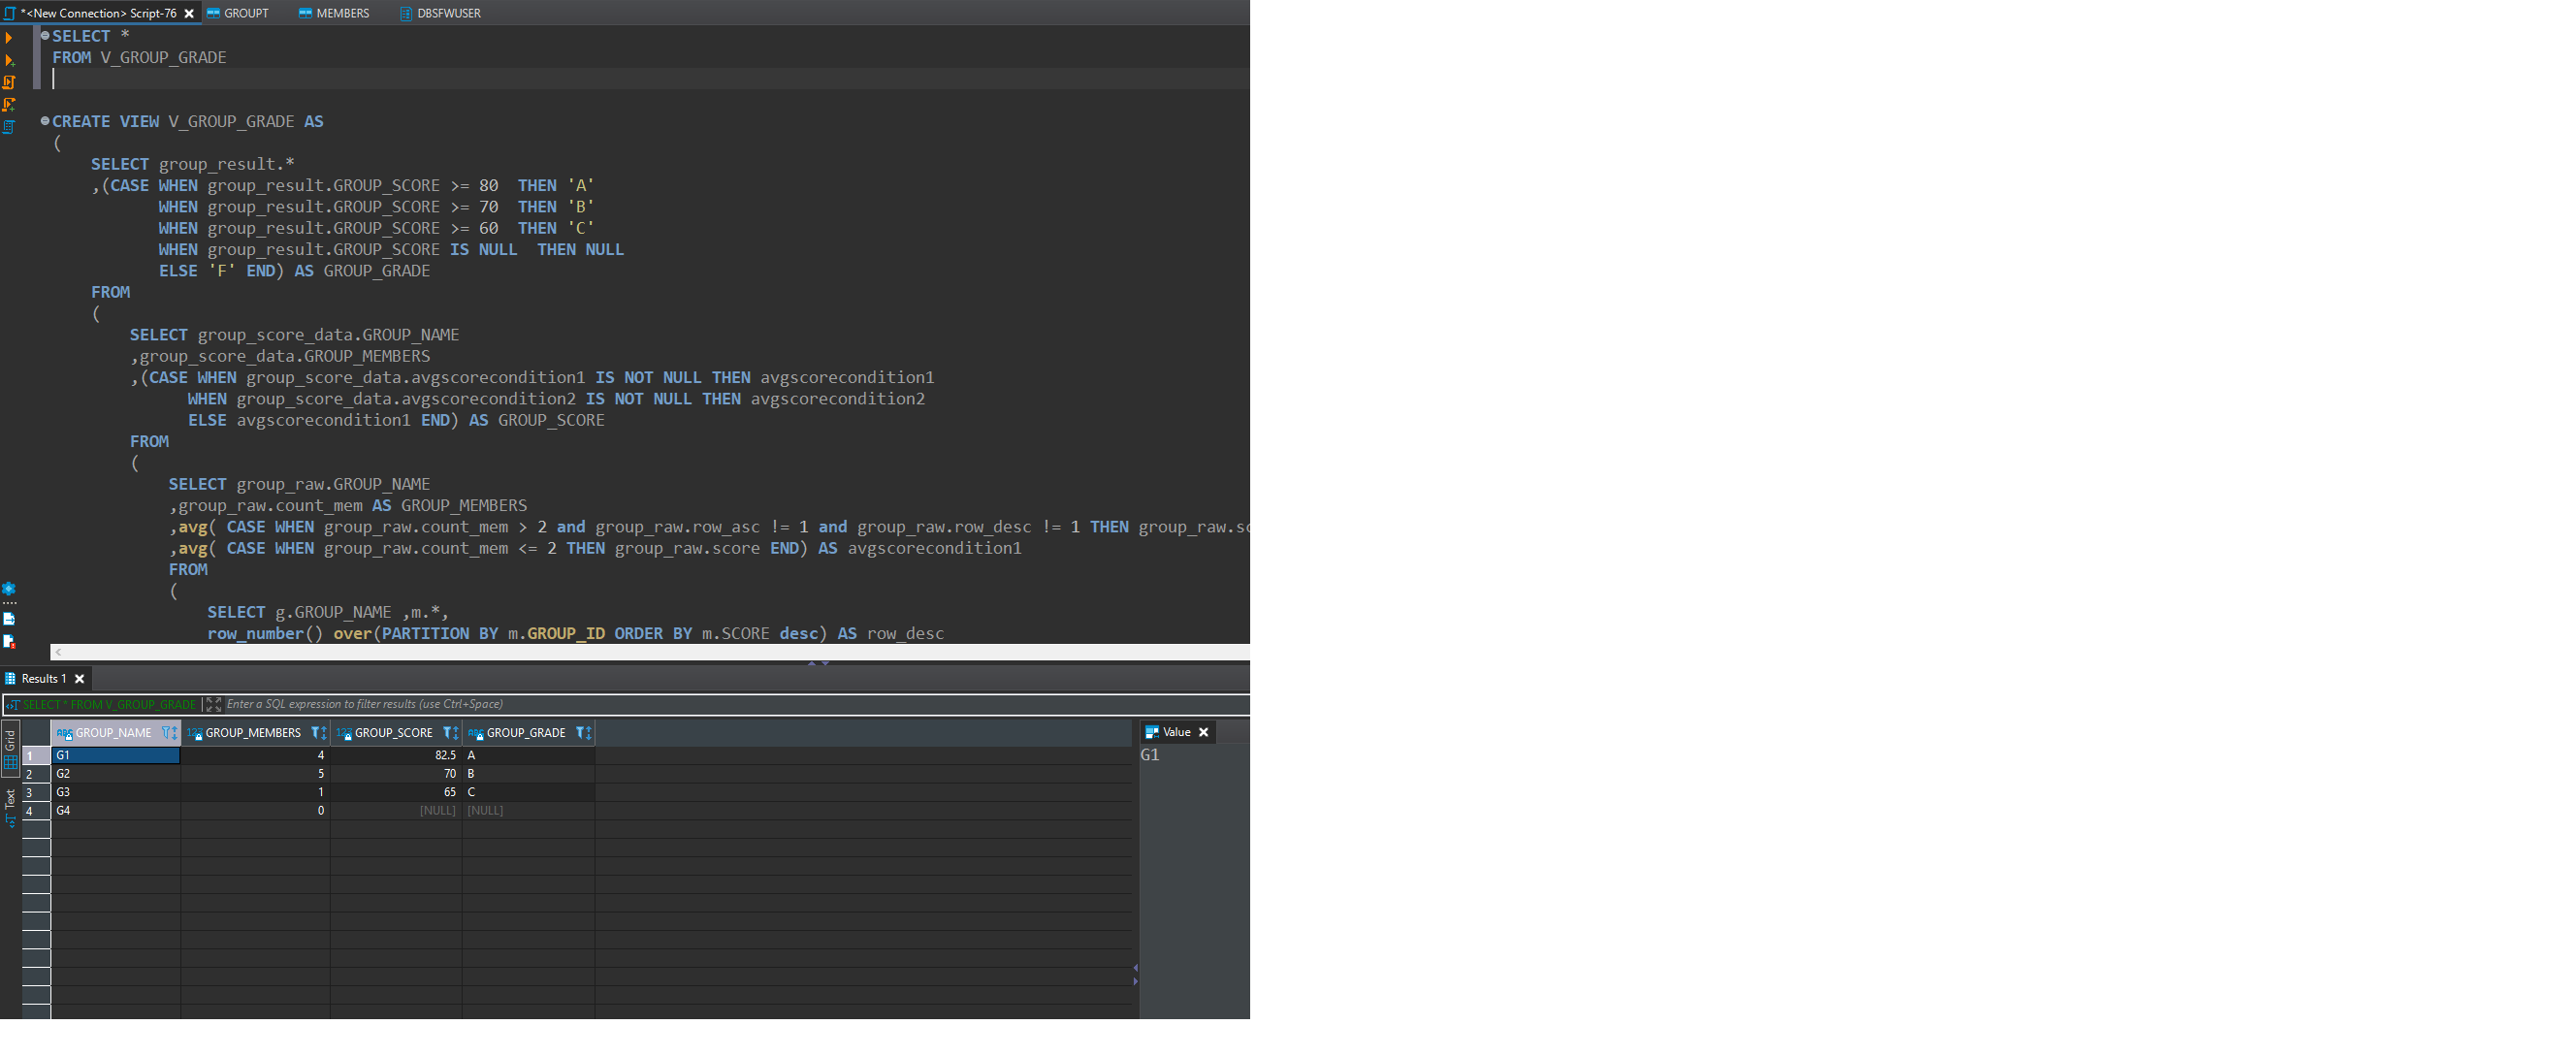 *<New Connection> Script-76 GROUPT MEMBERS DBSFWUSER
SELECT *
FROM V_GROUP_GRADE
CREATE VIEW V_GROUP_GRADE AS
(
SELECT group_result.*
,(CASE WHEN group_result.GROUP_SCORE >= 80 THEN 'A'
WHEN group_result.GROUP_SCORE >= 70 THEN 'B'
WHEN group_result.GROUP_SCORE >= 60 THEN 'C'
WHEN group_result.GROUP_SCORE IS NULL THEN NULL
ELSE 'F' END) AS GROUP_GRADE
FROM
(
SELECT group_score_data.GROUP_NAME
,group_score_data.GROUP_MEMBERS
,(CASE WHEN group_score_data.avgscorecondition1 IS NOT NULL THEN avgscorecondition1
WHEN group_score_data.avgscorecondition2 IS NOT NULL THEN avgscorecondition2
ELSE avgscorecondition1 END) AS GROUP_SCORE
FROM
(
SELECT group_raw.GROUP_NAME
,group_raw.count_mem AS GROUP_MEMBERS
,avg( CASE WHEN group_raw.count_mem > 2 and group_raw.row_asc != 1 and group_raw.row_desc != 1 THEN group_raw.sc
,avg( CASE WHEN group_raw.count_mem <= 2 THEN group_raw.score END) AS avgscorecondition1
FROM
(
SELECT g.GROUP_NAME ,m.*,
row_number() over(PARTITION BY m.GROUP_ID ORDER BY m.SCORE desc) AS row_desc
Results 1
SELECT * FROM V_GROUP_GRADE Enter a SQL expression to filter results (use Ctrl+Space)
Grid
Text
ABC GROUP_NAME 123 GROUP_MEMBERS 123 GROUP_SCORE ABC GROUP_GRADE
1 G1 4 82.5 A
2 G2 5 70 B
3 G3 1 65 C
4 G4 0 [NULL] [NULL]
Value
G1